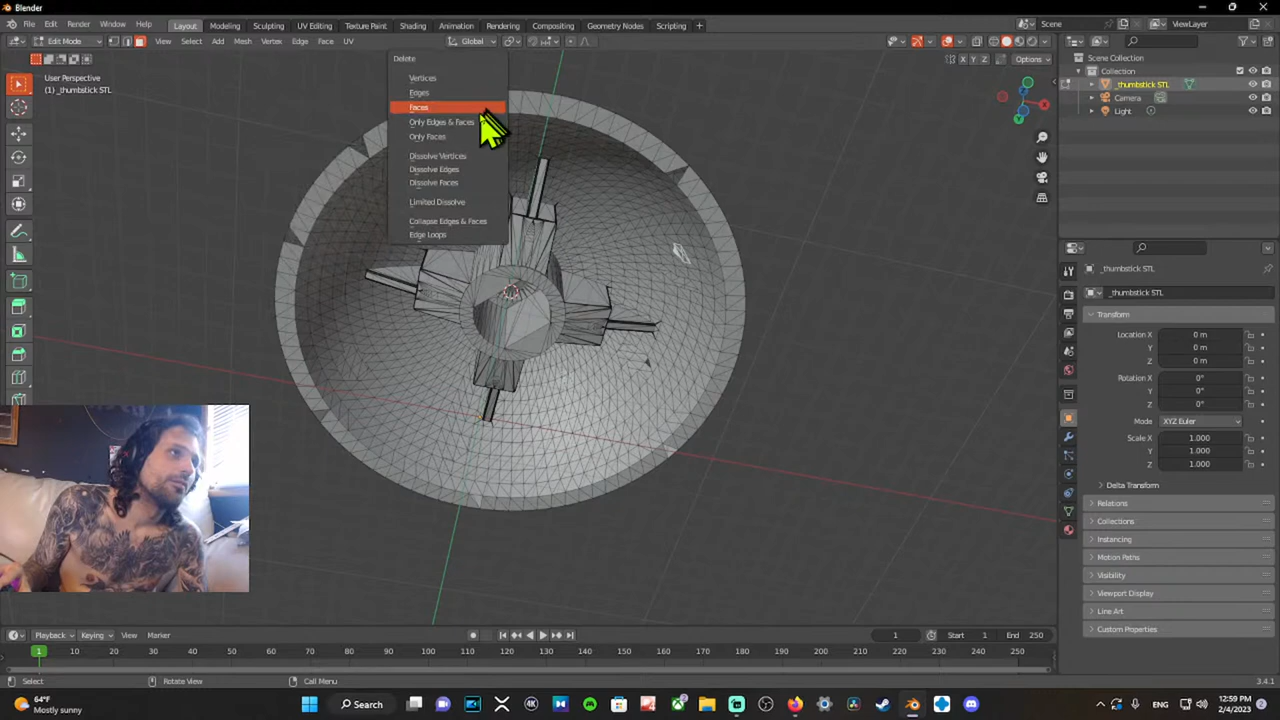 Blender
File Edit Render Window Help Layout Modeling Sculpting UV Editing Texture Paint Shading Animation Rendering Compositing Geometry Nodes Scripting + Scene ViewLayer
Edit Mode View Select Add Mesh Vertex Edge Face UV Global
X Y Z Options
User Perspective
(1) _thumbstick STL
Delete
Vertices
Edges
Faces
Only Edges & Faces
Only Faces
Dissolve Vertices
Dissolve Edges
Dissolve Faces
Limited Dissolve
Collapse Edges & Faces
Edge Loops
Scene Collection
Collection
_thumbstick STL
Camera
Light
_thumbstick STL
_thumbstick STL
Transform
Location X 0 m
Y 0 m
Z 0 m
Rotation X 0°
Y 0°
Z 0°
Mode XYZ Euler
Scale X 1.000
Y 1.000
Z 1.000
Delta Transform
Relations
Collections
Instancing
Motion Paths
Visibility
Viewport Display
Line Art
Custom Properties
Playback Keying View Marker 1 Start 1 End 250
1 10 20 30 40 50 60 70 80 90 100 110 120 130 140 150 160 170 180 190 200 210 220 230 240 250
Select Rotate View Call Menu 3.4.1
64°F
Mostly sunny
Search
ENG
12:59 PM
2/4/2023